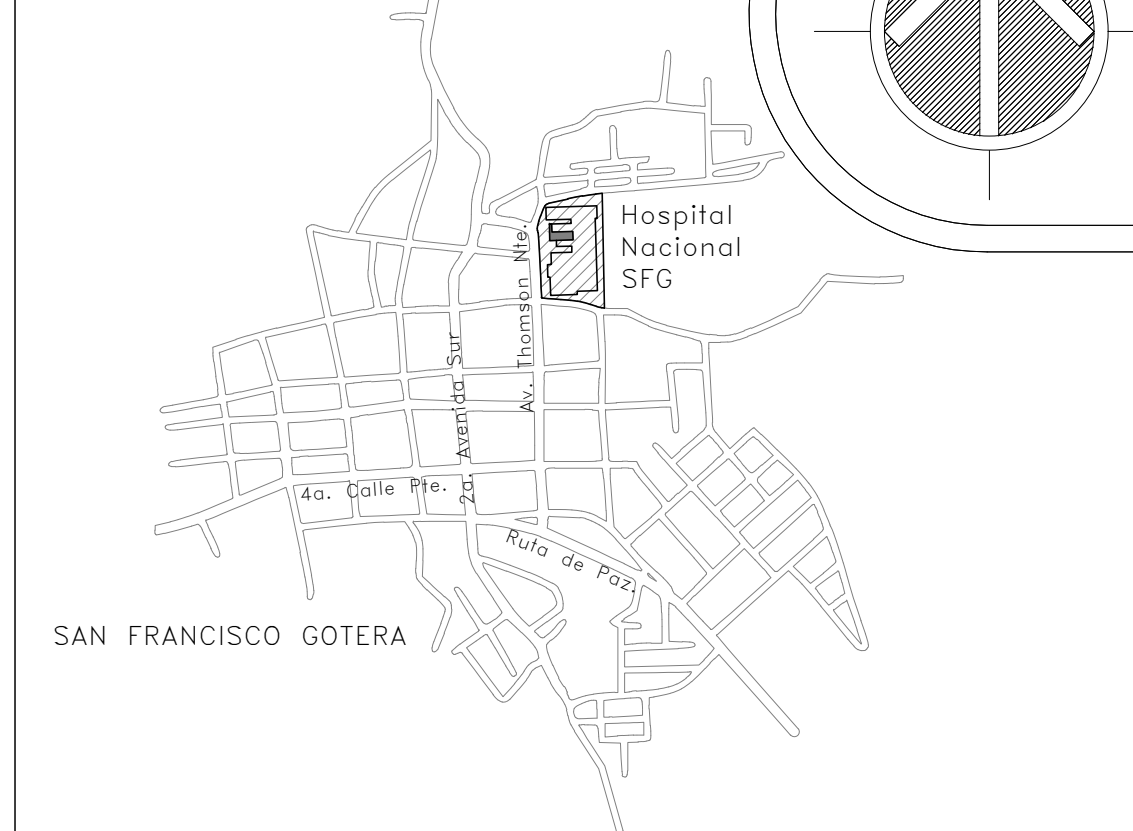 Hospital
Nacional
SFG
Av. Thomson Nte.
2a. Avenida Sur
4a. Calle Pte.
Ruta de Paz.
SAN FRANCISCO GOTERA